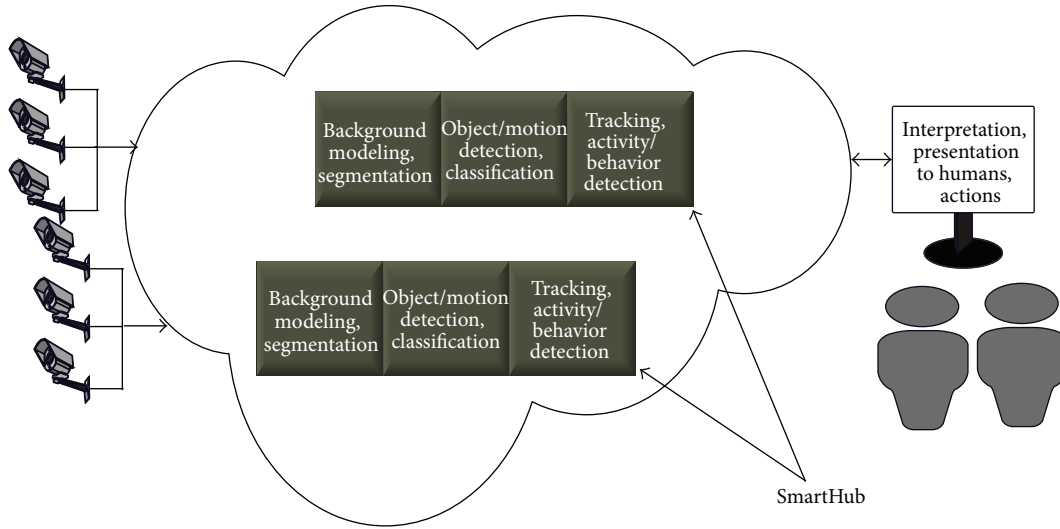 Background
modeling,
segmentation
Object/motion
detection,
classification
Tracking,
activity/
behavior
detection
Interpretation,
presentation
to humans,
actions
Background
modeling,
segmentation
Object/motion
detection,
classification
Tracking,
activity/
behavior
detection
SmartHub